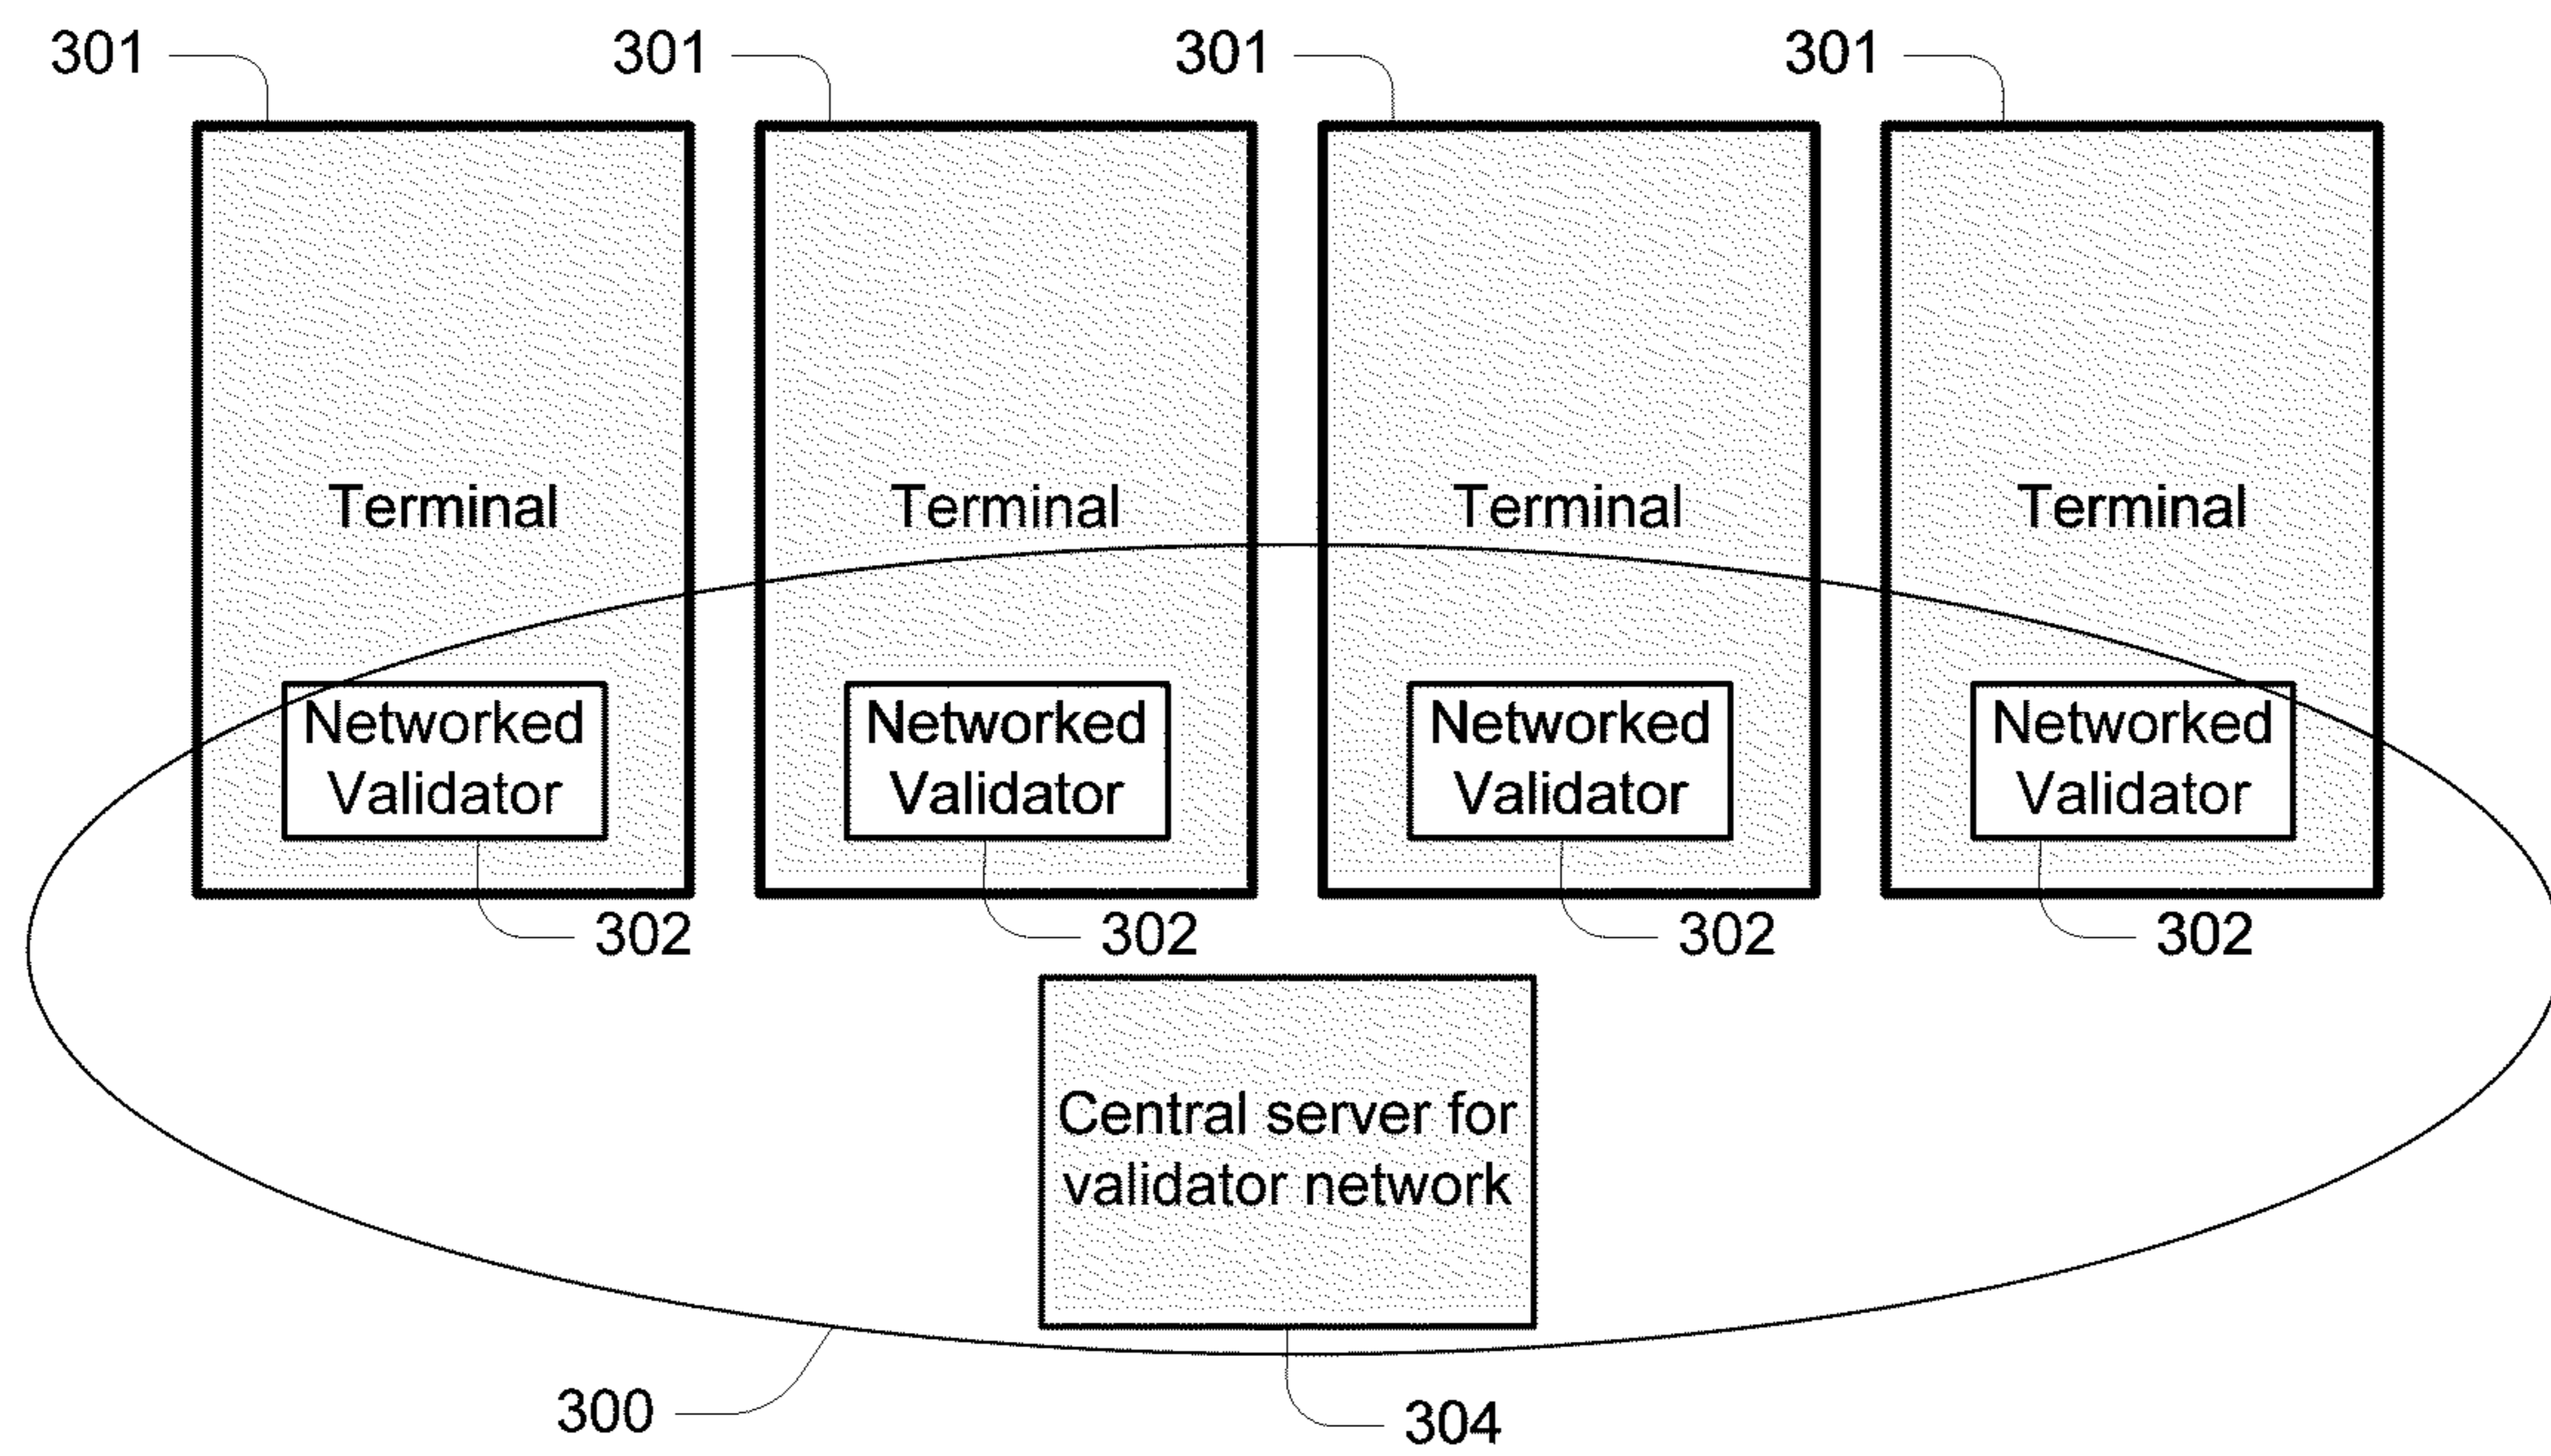 301
301
301
301
Terminal
Terminal
Terminal
Terminal
Networked
Validator
Networked
Validator
Networked
Validator
Networked
Validator
302
302
302
302
Central server for
validator network
300
304